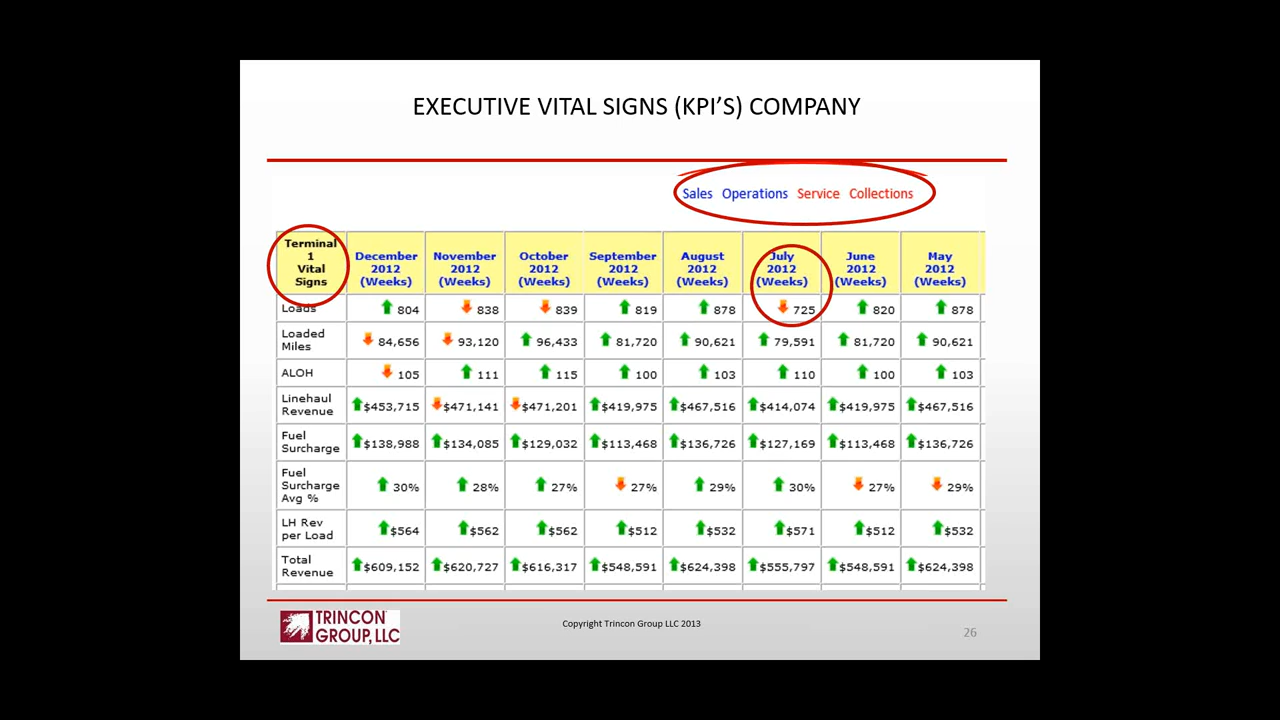 EXECUTIVE VITAL SIGNS (KPI'S) COMPANY
Sales Operations Service Collections
Terminal 1 Vital Signs December 2012 (Weeks) November 2012 (Weeks) October 2012 (Weeks) September 2012 (Weeks) August 2012 (Weeks) July 2012 (Weeks) June 2012 (Weeks) May 2012 (Weeks)
Loads 804 838 839 819 878 725 820 878
Loaded Miles 84,656 93,120 96,433 81,720 90,621 79,591 81,720 90,621
ALOH 105 111 115 100 103 110 100 103
Linehaul Revenue $453,715 $471,141 $471,201 $419,975 $467,516 $414,074 $419,975 $467,516
Fuel Surcharge $138,988 $134,085 $129,032 $113,468 $136,726 $127,169 $113,468 $136,726
Fuel Surcharge Avg % 30% 28% 27% 27% 29% 30% 27% 29%
LH Rev per Load $564 $562 $562 $512 $532 $571 $512 $532
Total Revenue $609,152 $620,727 $616,317 $548,591 $624,398 $555,797 $548,591 $624,398
TRINCON GROUP, LLC
Copyright Trincon Group LLC 2013
26